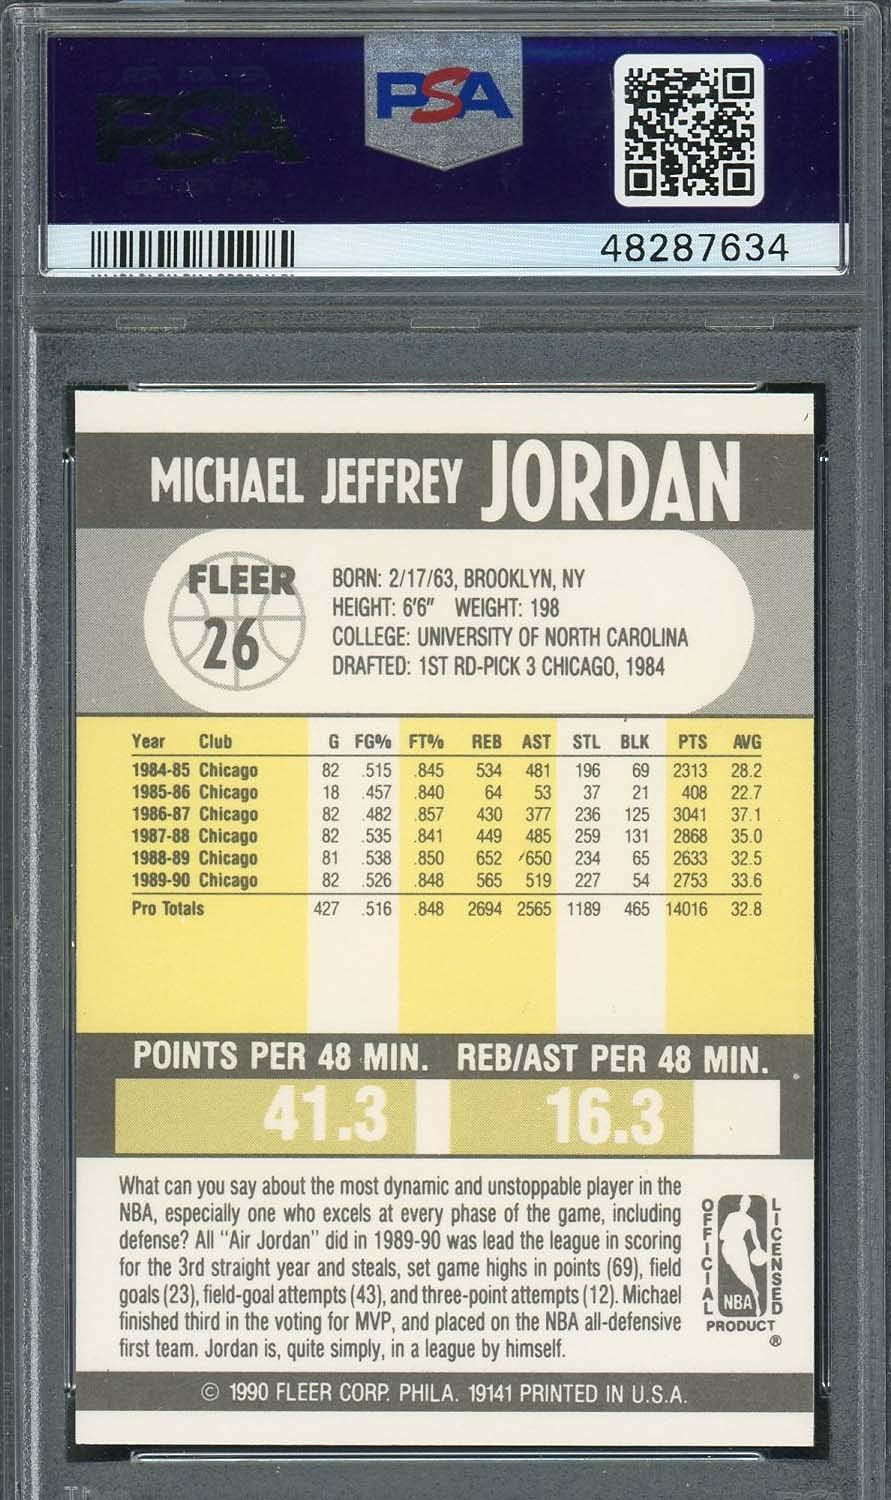 PSA
PSA
48287634
MICHAEL JEFFREY JORDAN
FLEER
26
BORN: 2/17/63, BROOKLYN, NY
HEIGHT: 6'6" WEIGHT: 198
COLLEGE: UNIVERSITY OF NORTH CAROLINA
DRAFTED: 1ST RD-PICK 3 CHICAGO, 1984
Year Club G FG% FT% REB AST STL BLK PTS AVG
1984-85 Chicago 82 .515 .845 534 481 196 69 2313 28.2
1985-86 Chicago 18 .457 .840 64 53 37 21 408 22.7
1986-87 Chicago 82 .482 .857 430 377 236 125 3041 37.1
1987-88 Chicago 82 .535 .841 449 485 259 131 2868 35.0
1988-89 Chicago 81 .538 .850 652 650 234 65 2633 32.5
1989-90 Chicago 82 .526 .848 565 519 227 54 2753 33.6
Pro Totals 427 .516 .848 2694 2565 1189 465 14016 32.8
POINTS PER 48 MIN. REB/AST PER 48 MIN.
41.3 16.3
What can you say about the most dynamic and unstoppable player in the
NBA, especially one who excels at every phase of the game, including
defense? All "Air Jordan" did in 1989-90 was lead the league in scoring
for the 3rd straight year and steals, set game highs in points (69), field
goals (23), field-goal attempts (43), and three-point attempts (12). Michael
finished third in the voting for MVP, and placed on the NBA all-defensive
first team. Jordan is, quite simply, in a league by himself.
OFFICIAL
NBA
LICENSED
PRODUCT
®
© 1990 FLEER CORP. PHILA. 19141 PRINTED IN U.S.A.